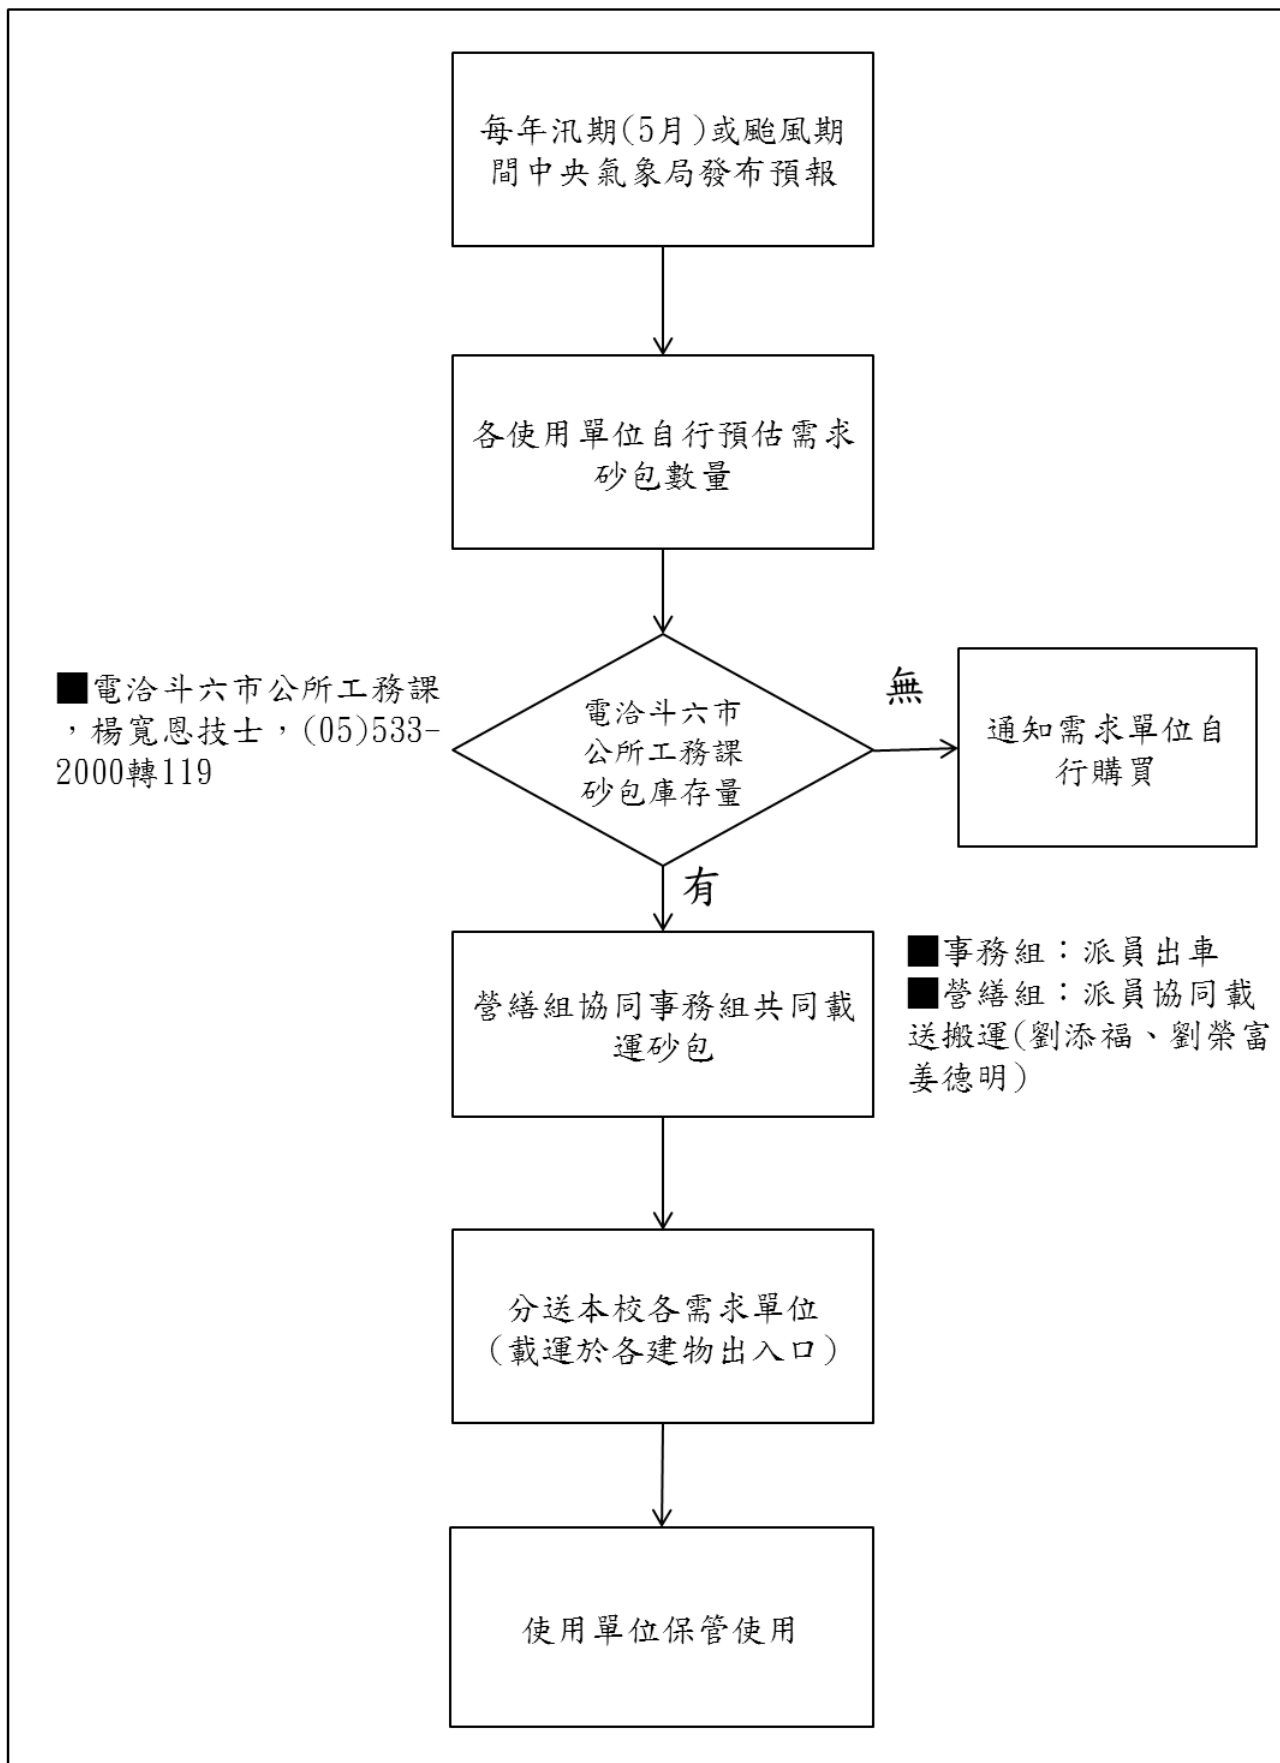 每年汛期(5月)或颱風期
間中央氣象局發布預報
各使用單位自行預估需求
砂包數量
■電洽斗六市公所工務課
，楊寬恩技士，(05)533-
2000轉119
電洽斗六市
公所工務課
砂包庫存量
無
通知需求單位自
行購買
有
營繕組協同事務組共同載
運砂包
■事務組：派員出車
■營繕組：派員協同載
送搬運(劉添福、劉榮富
姜德明)
分送本校各需求單位
(載運於各建物出入口)
使用單位保管使用